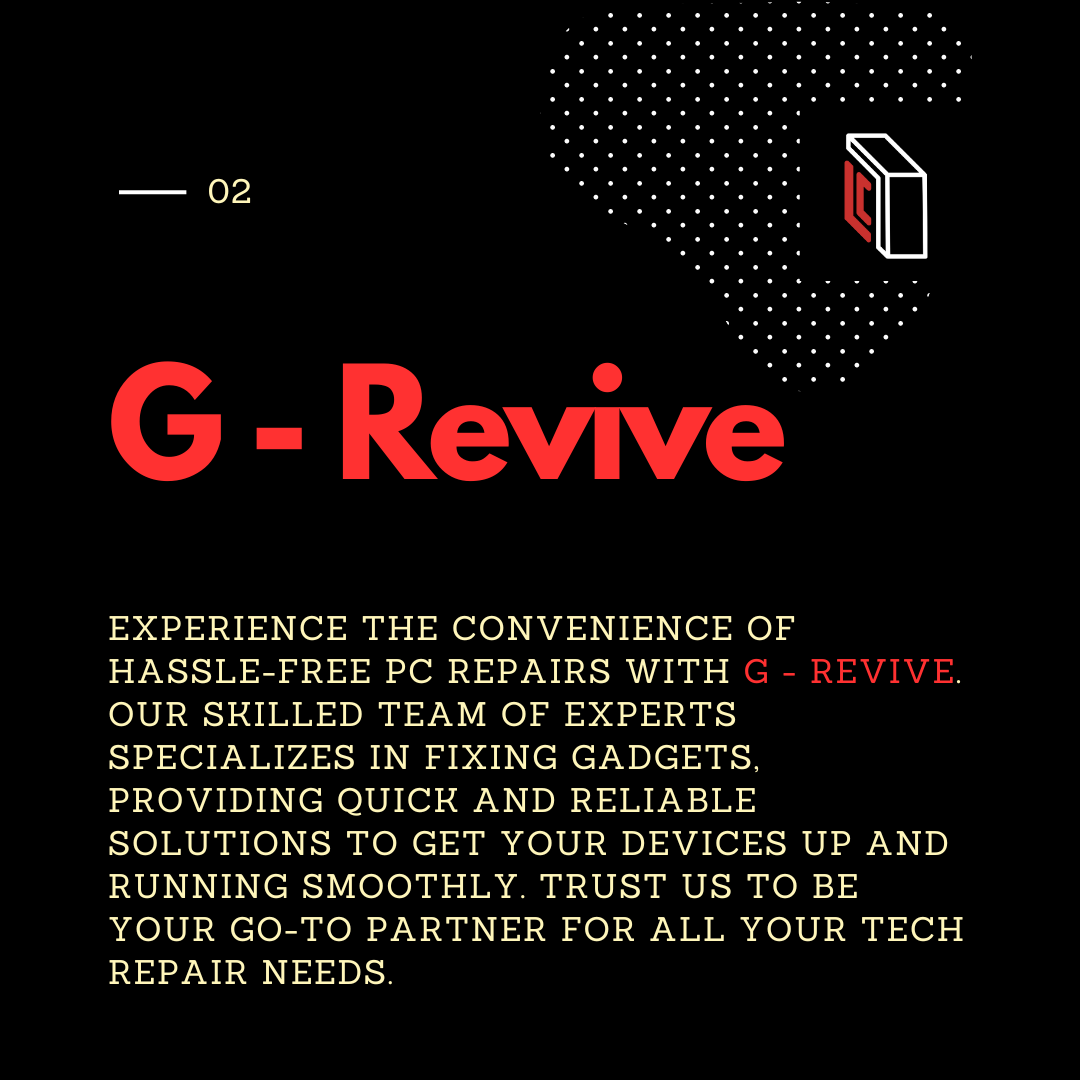 02
G - Revive
EXPERIENCE THE CONVENIENCE OF
HASSLE-FREE PC REPAIRS WITH G - REVIVE.
OUR SKILLED TEAM OF EXPERTS
SPECIALIZES IN FIXING GADGETS,
PROVIDING QUICK AND RELIABLE
SOLUTIONS TO GET YOUR DEVICES UP AND
RUNNING SMOOTHLY. TRUST US TO BE
YOUR GO-TO PARTNER FOR ALL YOUR TECH
REPAIR NEEDS.